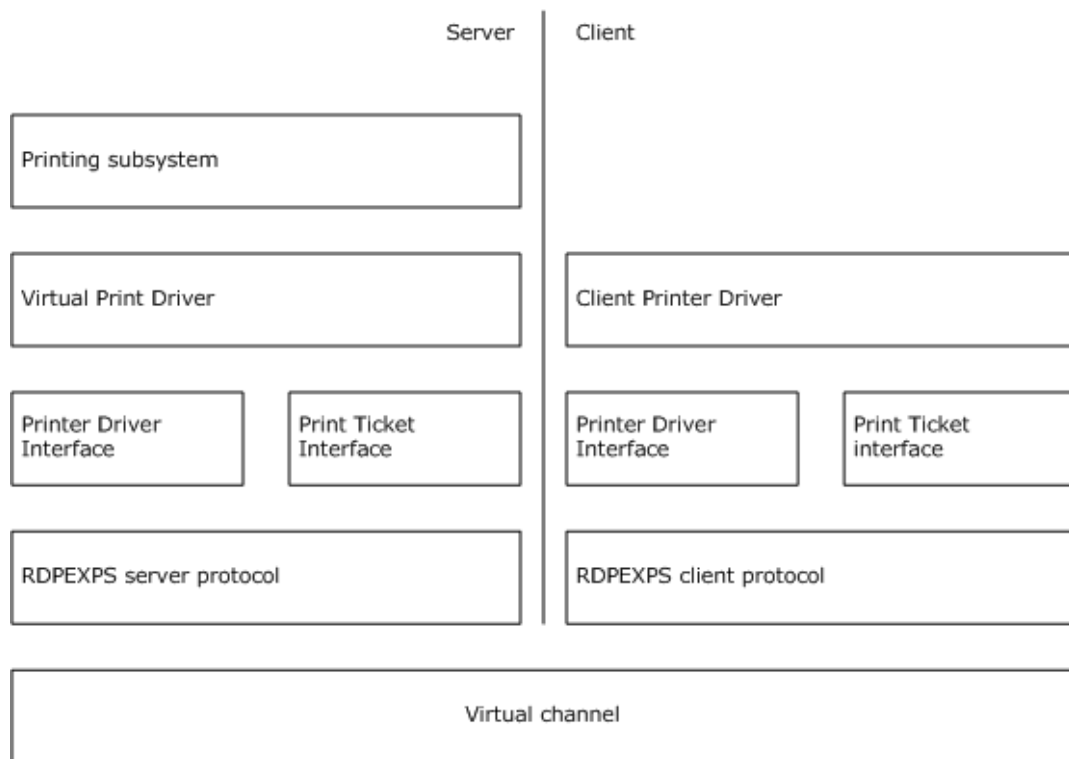 Server
Client
Printing subsystem
Virtual Print Driver
Client Printer Driver
Printer Driver
Interface
Print Ticket
Interface
Printer Driver
Interface
Print Ticket
interface
RDPEXPS server protocol
RDPEXPS client protocol
Virtual channel